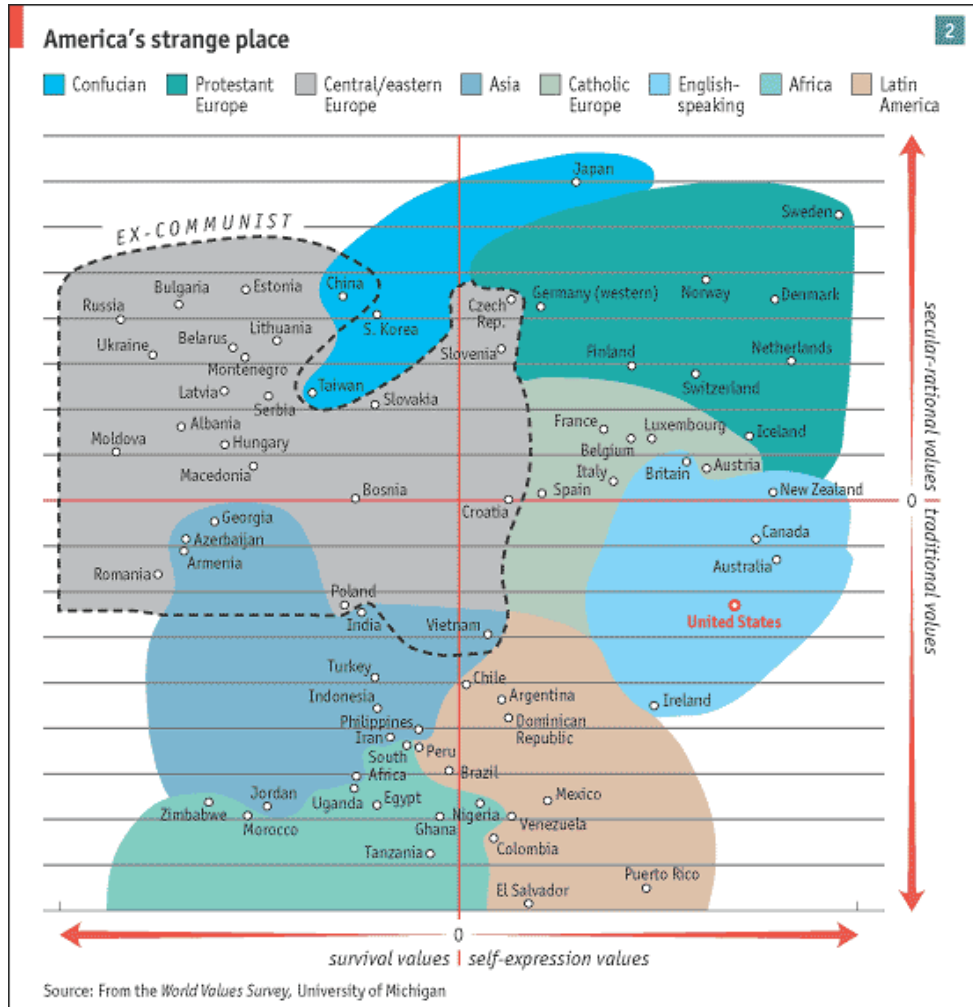 2
America's strange place
Confucian
Protestant
Europe
Central/eastern
Europe
Asia
Catholic
Europe
English-
speaking
Africa
Latin
America
Japan
Sweden
EX-COMMUNIST
China
Bulgaria
Estonia
Russia
Czech
Rep.
Germany (western)
Norway
Denmark
S. Korea
Lithuania
Belarus
Ukraine
Montenegro
Slovenia
Finland
Netherlands
Switzerland
Latvia
Serbia
Taiwan
Slovakia
Albania
Moldova
Hungary
Macedonia
France
Luxembourg
Belgium
Iceland
Italy
Britain
Austria
Bosnia
Croatia
Spain
New Zealand
Georgia
Azerbaijan
Armenia
Romania
Canada
Australia
Poland
India
Vietnam
United States
Turkey
Chile
Indonesia
Argentina
Ireland
Philippines
Dominican
Republic
Iran
South
Africa
Peru
Brazil
Jordan
Uganda
Egypt
Nigeria
Mexico
Zimbabwe
Morocco
Ghana
Venezuela
Colombia
Tanzania
Puerto Rico
El Salvador
secular-rational values
0
traditional values
0
survival values
self-expression values
Source: From the World Values Survey, University of Michigan